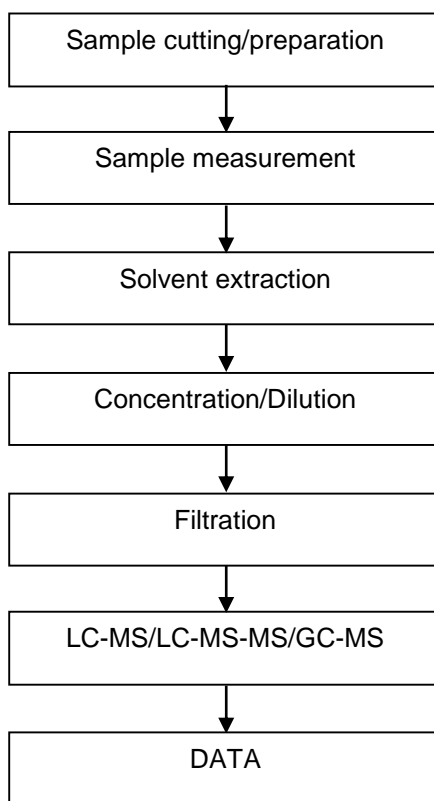 Sample cutting/preparation
Sample measurement
Solvent extraction
Concentration/Dilution
Filtration
LC-MS/LC-MS-MS/GC-MS
DATA